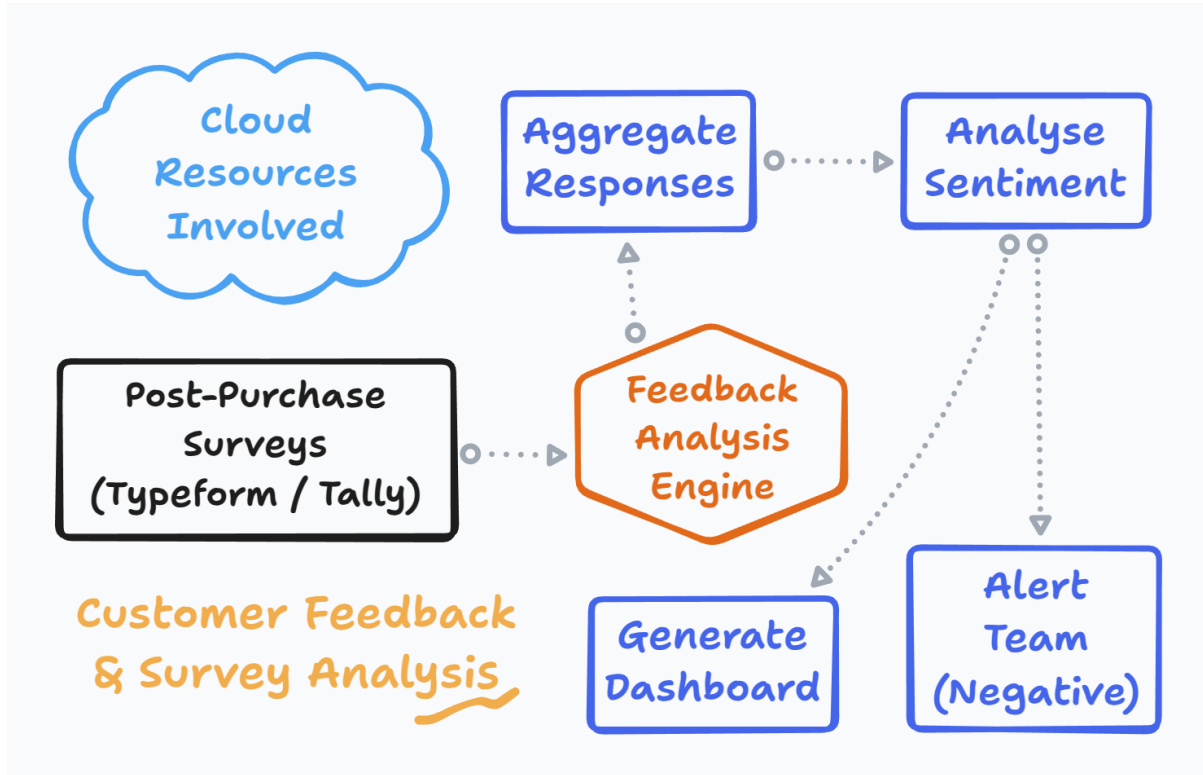 Cloud
Resources
Involved
Aggregate
Responses
Analyse
Sentiment
Post-Purchase
Surveys
(Typeform / Tally)
Feedback
Analysis
Engine
Customer Feedback
& Survey Analysis
Generate
Dashboard
Alert
Team
(Negative)